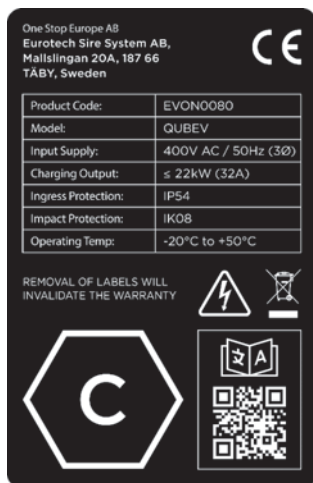 One Stop Europe AB
Eurotech Sire System AB,
Mallslingan 20A, 187 66
TÄBY, Sweden
CE
Product Code: EVON0080
Model: QUBEV
Input Supply: 400V AC / 50Hz (3Ø)
Charging Output: ≤ 22kW (32A)
Ingress Protection: IP54
Impact Protection: IK08
Operating Temp: -20°C to +50°C
REMOVAL OF LABELS WILL
INVALIDATE THE WARRANTY
C
文 A